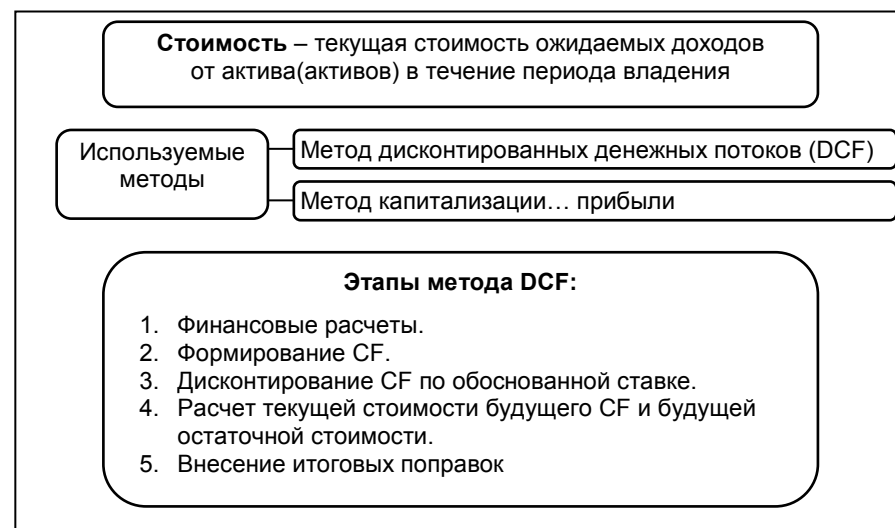 Стоимость – текущая стоимость ожидаемых доходов
от актива(активов) в течение периода владения
Используемые
методы
Метод дисконтированных денежных потоков (DCF)
Метод капитализации… прибыли
Этапы метода DCF:
1. Финансовые расчеты.
2. Формирование CF.
3. Дисконтирование CF по обоснованной ставке.
4. Расчет текущей стоимости будущего CF и будущей
остаточной стоимости.
5. Внесение итоговых поправок